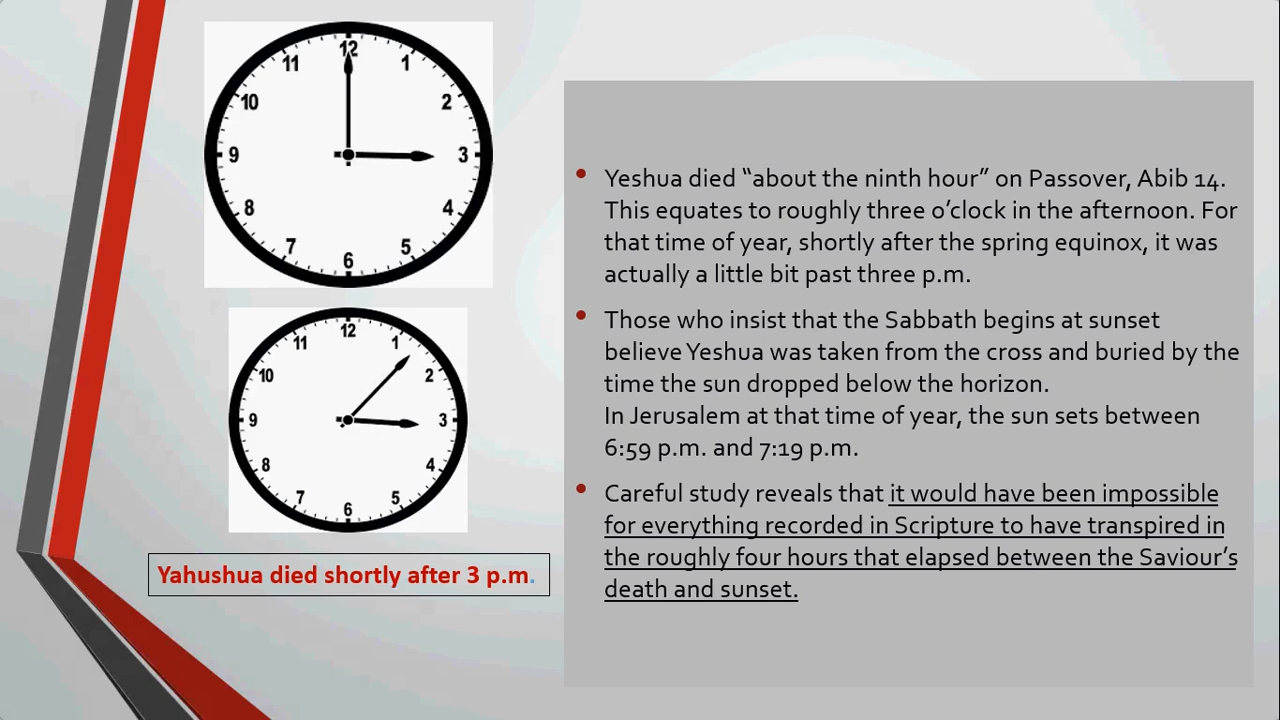 12
11
1
10
2
9
3
8
4
7
5
6
12
11
1
10
2
9
3
8
4
7
5
6
Yahushua died shortly after 3 p.m.
• Yeshua died “about the ninth hour” on Passover, Abib 14.
This equates to roughly three o’clock in the afternoon. For
that time of year, shortly after the spring equinox, it was
actually a little bit past three p.m.
• Those who insist that the Sabbath begins at sunset
believe Yeshua was taken from the cross and buried by the
time the sun dropped below the horizon.
In Jerusalem at that time of year, the sun sets between
6:59 p.m. and 7:19 p.m.
• Careful study reveals that it would have been impossible
for everything recorded in Scripture to have transpired in
the roughly four hours that elapsed between the Saviour’s
death and sunset.